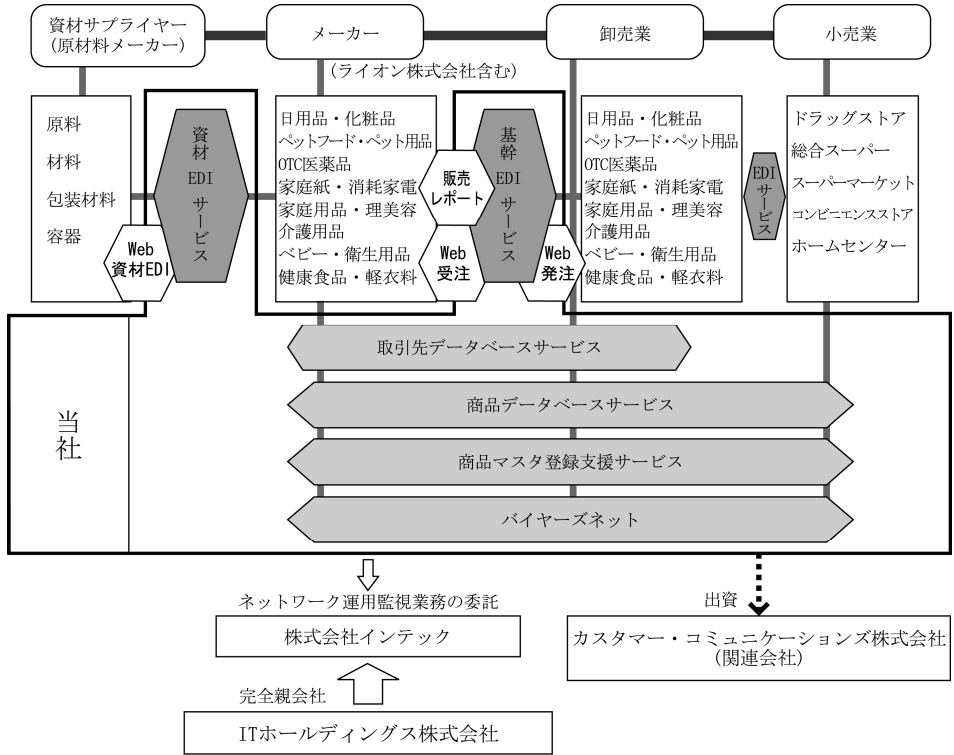 資材サプライヤー
(原材料メーカー)
メーカー
卸売業
小売業
(ライオン株式会社含む)
原料
材料
包装材料
容器
資材
EDI
サービス
Web
資材EDI
日用品・化粧品
ペットフード・ペット用品
OTC医薬品
家庭紙・消耗家電
家庭用品・理美容
介護用品
ベビー・衛生用品
健康食品・軽衣料
販売
レポート
Web
受注
基幹
EDI
サービス
Web
発注
日用品・化粧品
ペットフード・ペット用品
OTC医薬品
家庭紙・消耗家電
家庭用品・理美容
介護用品
ベビー・衛生用品
健康食品・軽衣料
EDI
サービス
ドラッグストア
総合スーパー
スーパーマーケット
コンビニエンスストア
ホームセンター
当社
取引先データベースサービス
商品データベースサービス
商品マスタ登録支援サービス
バイヤーズネット
ネットワーク運用監視業務の委託
株式会社インテック
完全親会社
ITホールディングス株式会社
出資
カスタマー・コミュニケーションズ株式会社
(関連会社)